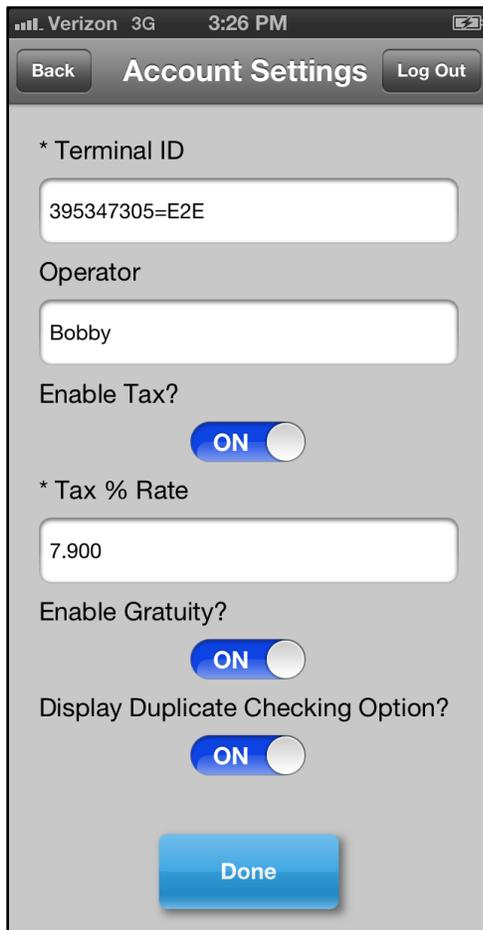 Verizon 3G 3:26 PM
Back Account Settings Log Out
* Terminal ID
395347305=E2E
Operator
Bobby
Enable Tax?
ON
* Tax % Rate
7.900
Enable Gratuity?
ON
Display Duplicate Checking Option?
ON
Done